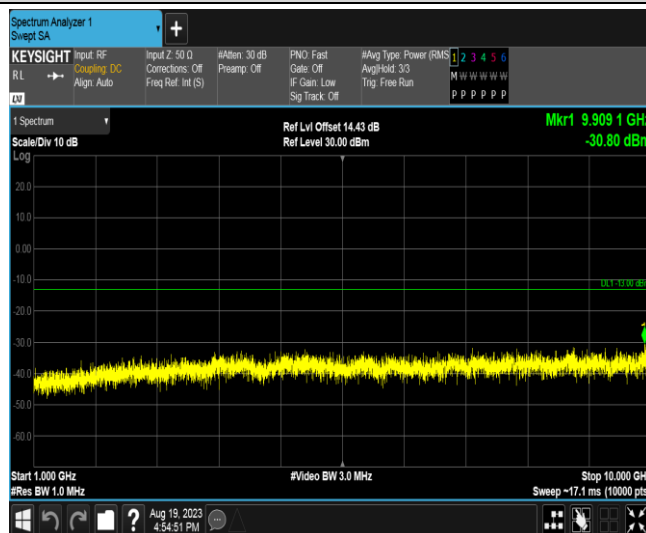 Spectrum Analyzer 1
Swept SA
KEYSIGHT
RL
LXI
Input: RF
Coupling: DC
Align: Auto
Input Z: 50 Ω
Corrections: Off
Freq Ref: Int (S)
#Atten: 30 dB
Preamp: Off
PNO: Fast
Gate: Off
IF Gain: Low
Sig Track: Off
#Avg Type: Power (RMS
Avg|Hold: 3/3
Trig: Free Run
1 2 3 4 5 6
M W W W W W
P P P P P P
1 Spectrum
Scale/Div 10 dB
Ref Lvl Offset 14.43 dB
Ref Level 30.00 dBm
Mkr1 9.909 1 GHz
-30.80 dBm
Log
20.0
10.0
0.00
-10.0
DL1 -13.00 dBm
-20.0
-30.0
-40.0
-50.0
-60.0
Start 1.000 GHz
#Video BW 3.0 MHz
Stop 10.000 GHz
#Res BW 1.0 MHz
Sweep ~17.1 ms (10000 pts
?
Aug 19, 2023
4:54:51 PM